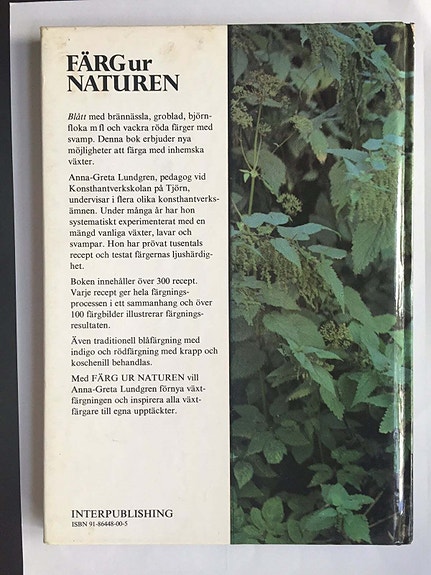 FÄRG ur
NATUREN
Blått med brännässla, groblad, björn-
floka m fl och vackra röda färger med
svamp. Denna bok erbjuder nya
möjligheter att färga med inhemska
växter.
Anna-Greta Lundgren, pedagog vid
Konsthantverkskolan på Tjörn,
undervisar i flera olika konsthantverks-
ämnen. Under många år har hon
systematiskt experimenterat med en
mängd vanliga växter, lavar och
svampar. Hon har prövat tusentals
recept och testat färgernas ljushärdig-
het.
Boken innehåller över 300 recept.
Varje recept ger hela färgnings-
processen i ett sammanhang och över
100 färgbilder illustrerar färgnings-
resultaten.
Även traditionell blåfärgning med
indigo och rödfärgning med krapp och
koschenill behandlas.
Med FÄRG UR NATUREN vill
Anna-Greta Lundgren förnya växt-
färgningen och inspirera alla växt-
färgare till egna upptäckter.
INTERPUBLISHING
ISBN 91-86448-00-5